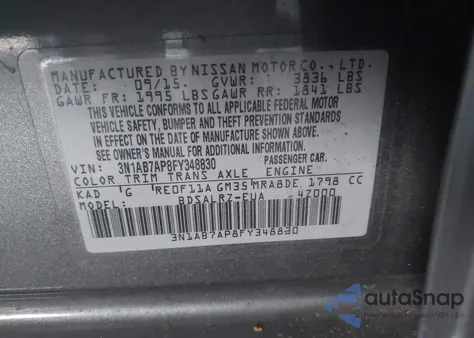 MANUFACTURED BY NISSAN MOTOR CO., LTD.
DATE: 09/15. GVWR: 3836 LBS
GAWR FR: 1995 LBS GAWR RR: 1841 LBS
THIS VEHICLE CONFORMS TO ALL APPLICABLE FEDERAL MOTOR
VEHICLE SAFETY, BUMPER AND THEFT PREVENTION STANDARDS
IN EFFECT ON THE DATE OF MANUFACTURE SHOWN ABOVE.
SEE OWNER'S MANUAL FOR ADDITIONAL INFORMATION.
VIN: 3N1AB7AP8FY348830 PASSENGER CAR.
COLOR TRIM TRANS AXLE ENGINE
KAD G RE0F11A GM35 MRA8DE 1798 CC
MODEL: BDSALRZ-EUA 42000
3N1AB7AP8FY348830
autoSnap